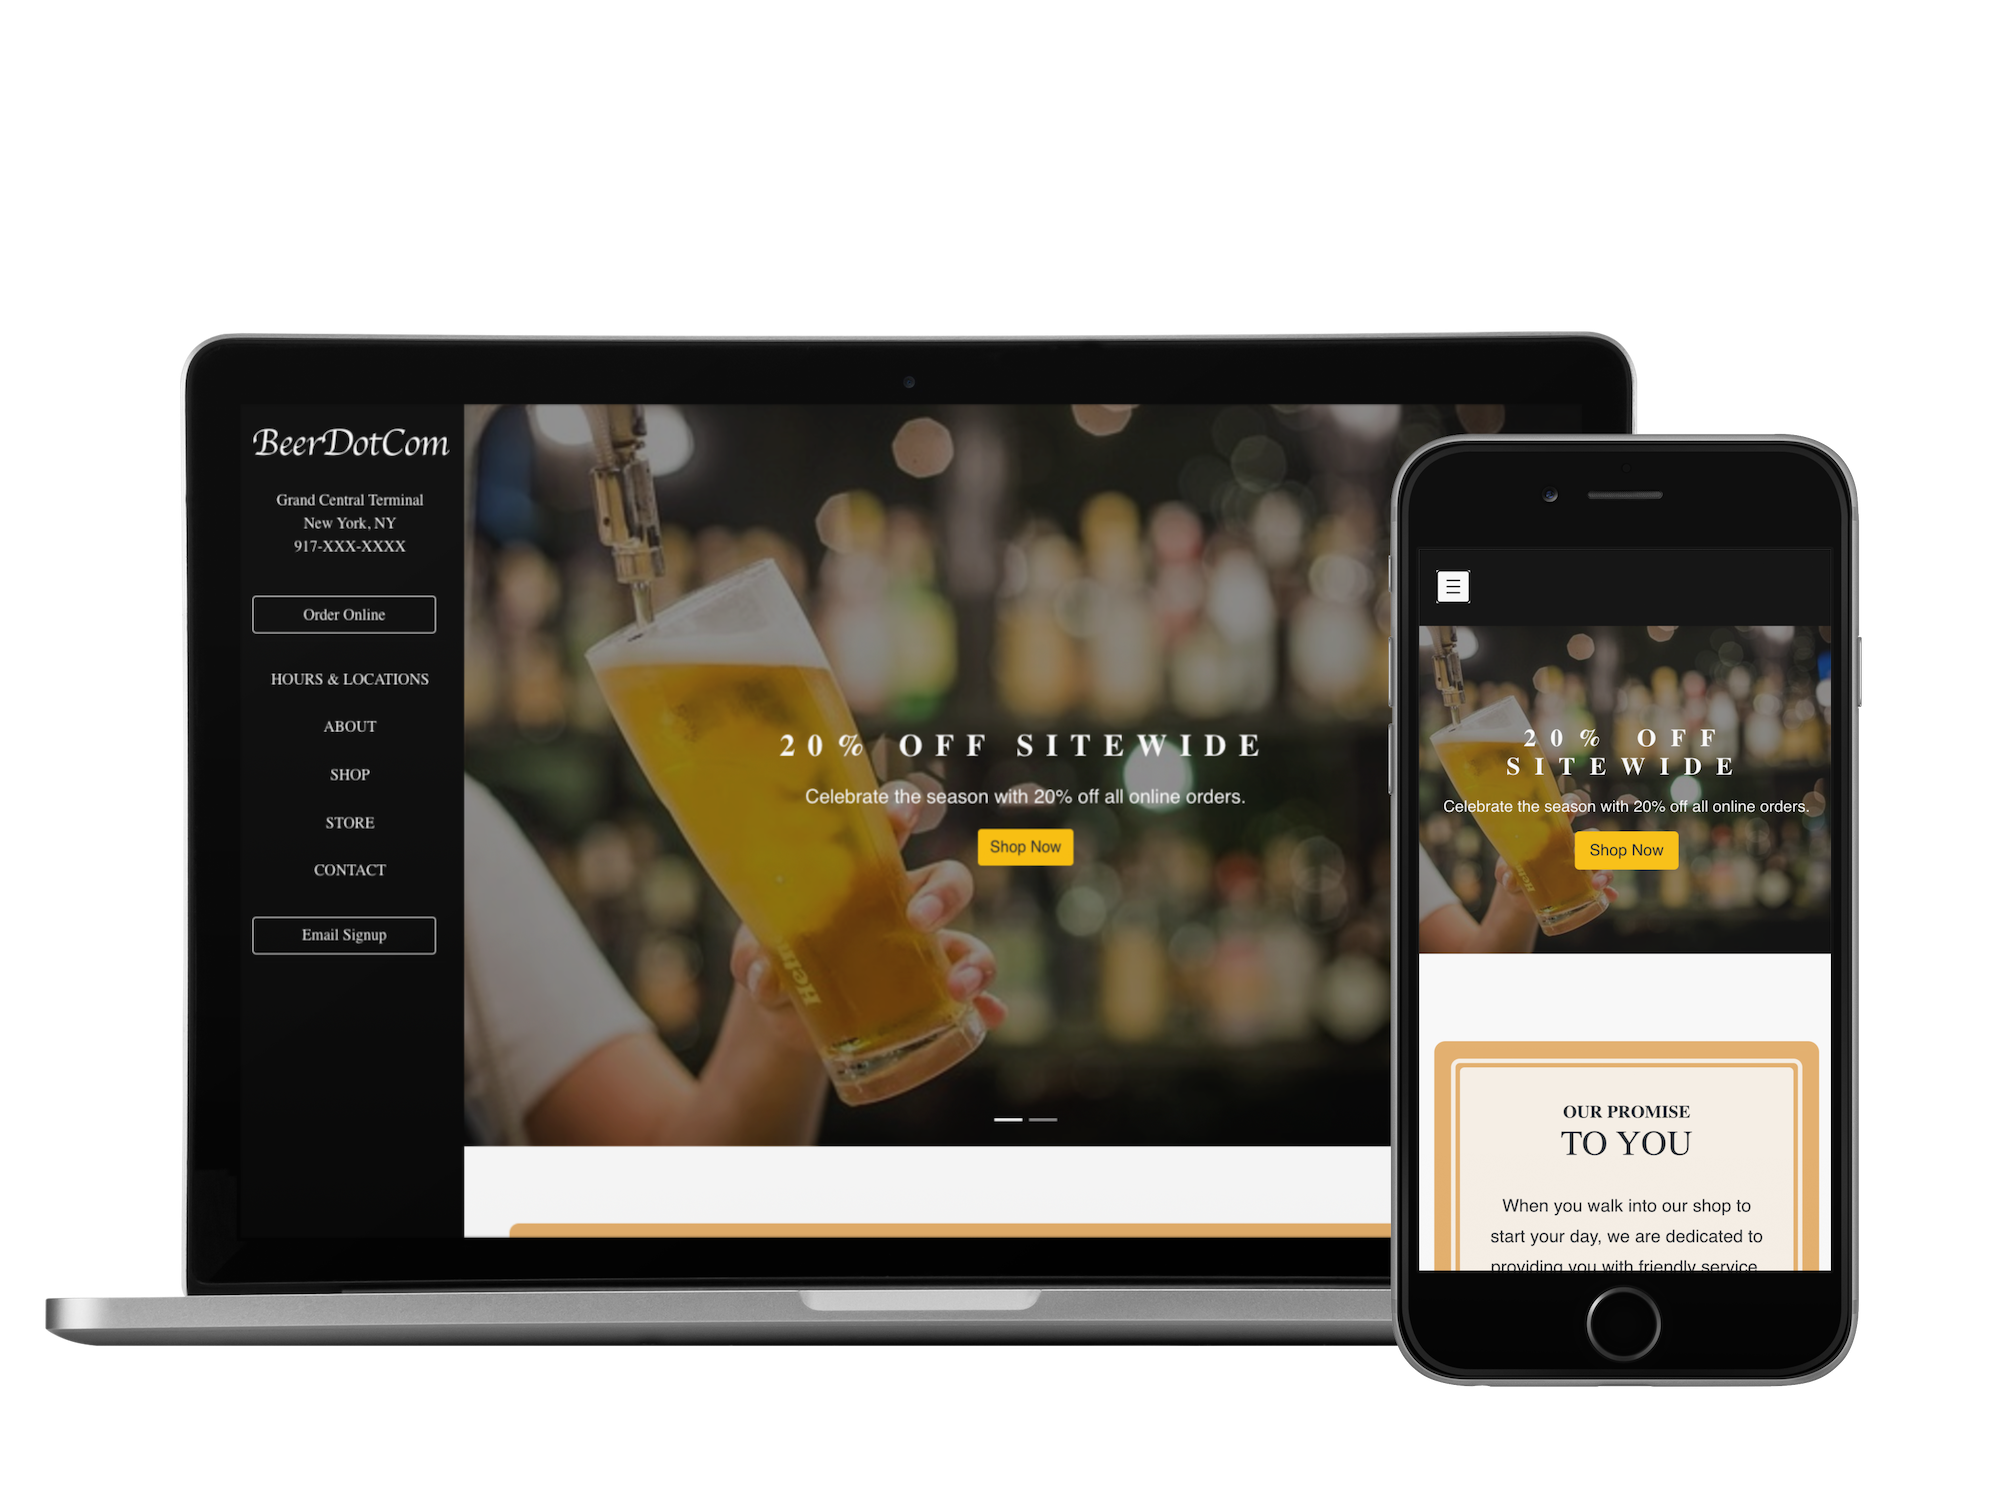 BeerDotCom
Grand Central Terminal
New York, NY
917-XXX-XXXX
Order Online
HOURS & LOCATIONS
ABOUT
SHOP
STORE
CONTACT
Email Signup
20% OFF SITEWIDE
Celebrate the season with 20% off all online orders.
Shop Now
20% OFF
SITEWIDE
Celebrate the season with 20% off all online orders.
Shop Now
OUR PROMISE
TO YOU
When you walk into our shop to
start your day, we are dedicated to
providing you with friendly service